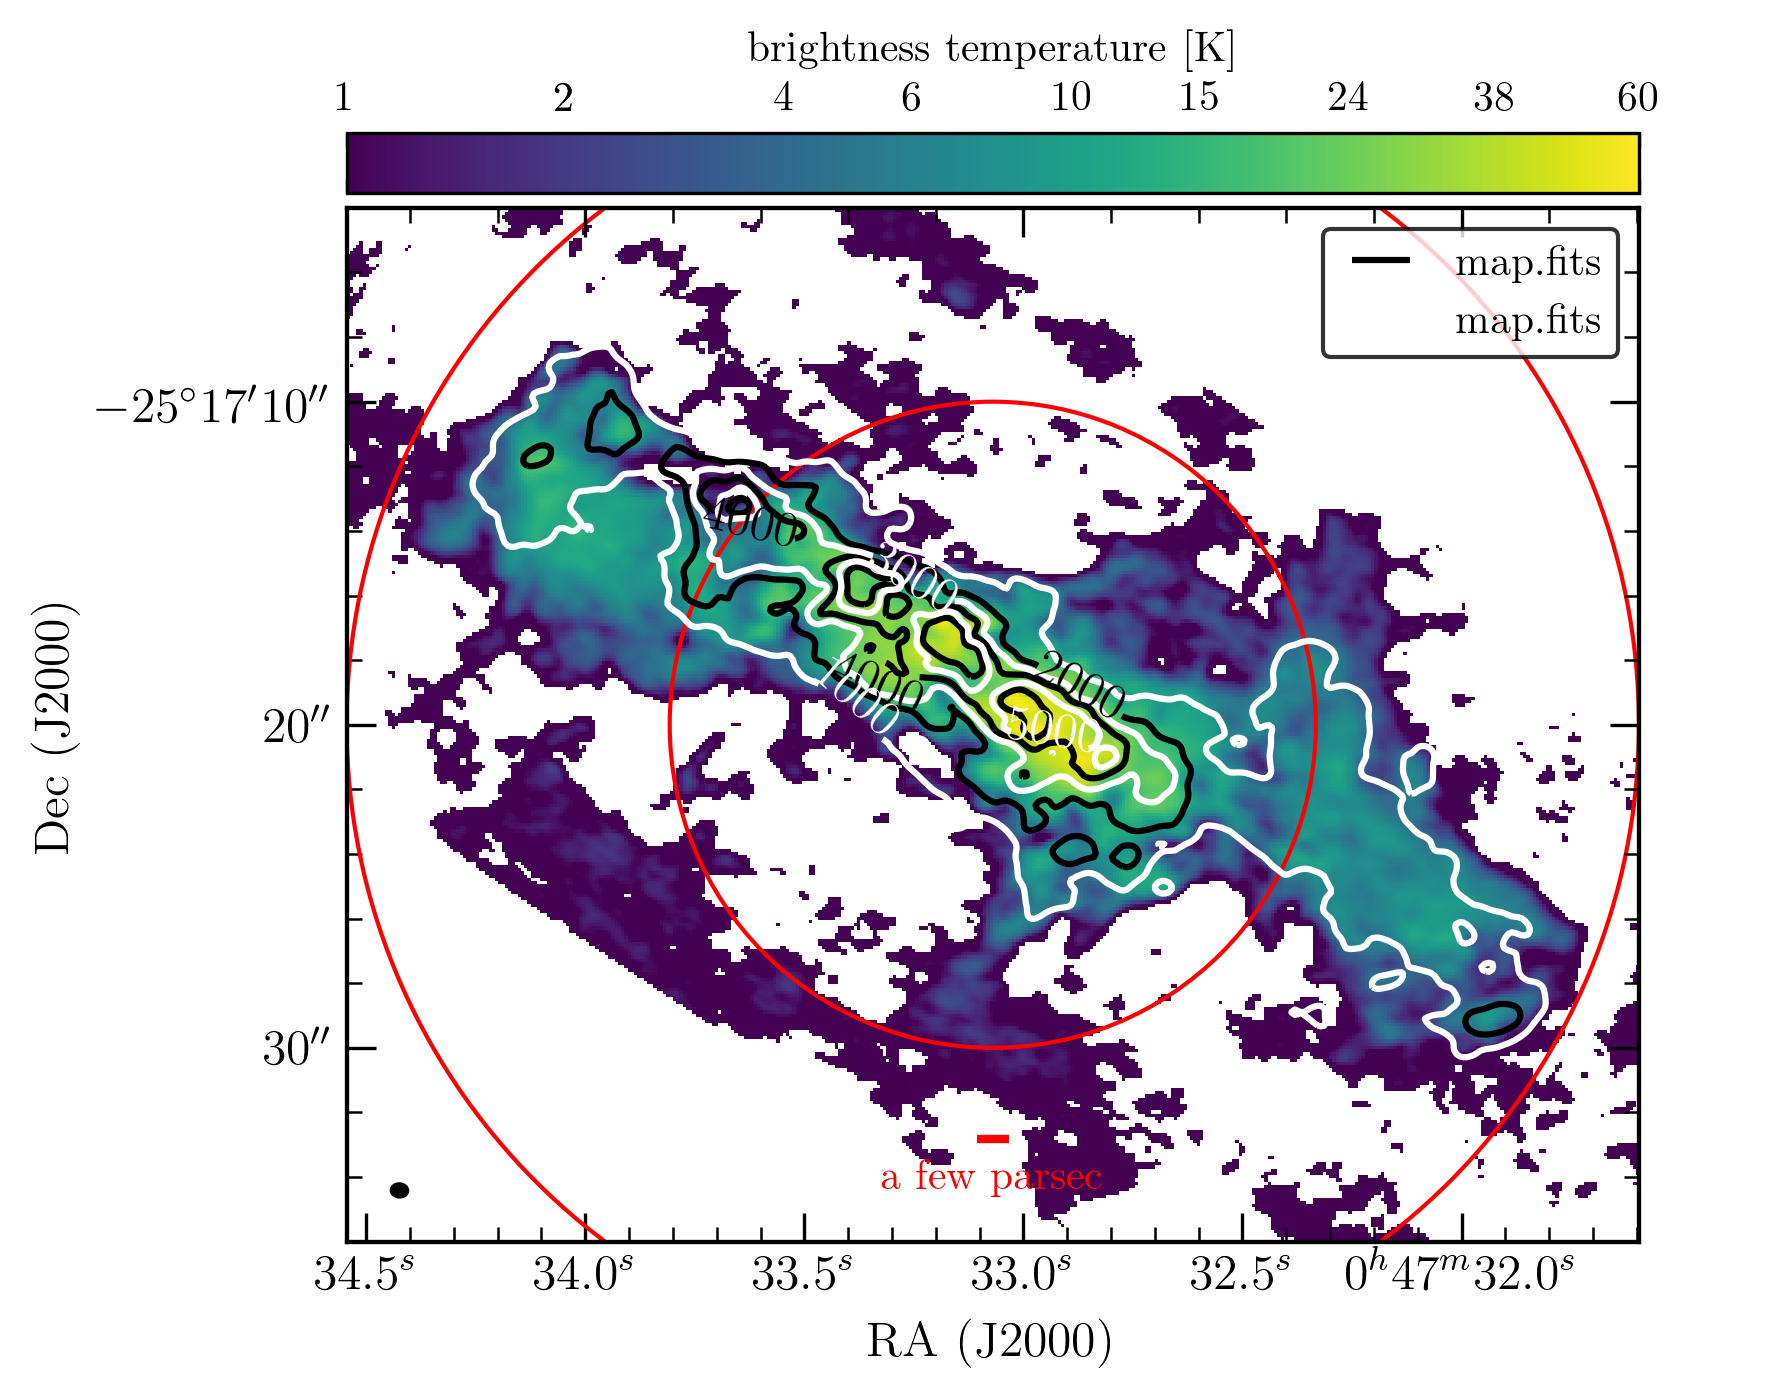 brightness temperature [K]
1 2 4 6 10 15 24 38 60
map.fits
map.fits
−25°17′10″
20″
30″
Dec (J2000)
4000
3000
2000
4000
1000
5000
a few parsec
34.5ˢ 34.0ˢ 33.5ˢ 33.0ˢ 32.5ˢ 0ʰ47ᵐ32.0ˢ
RA (J2000)